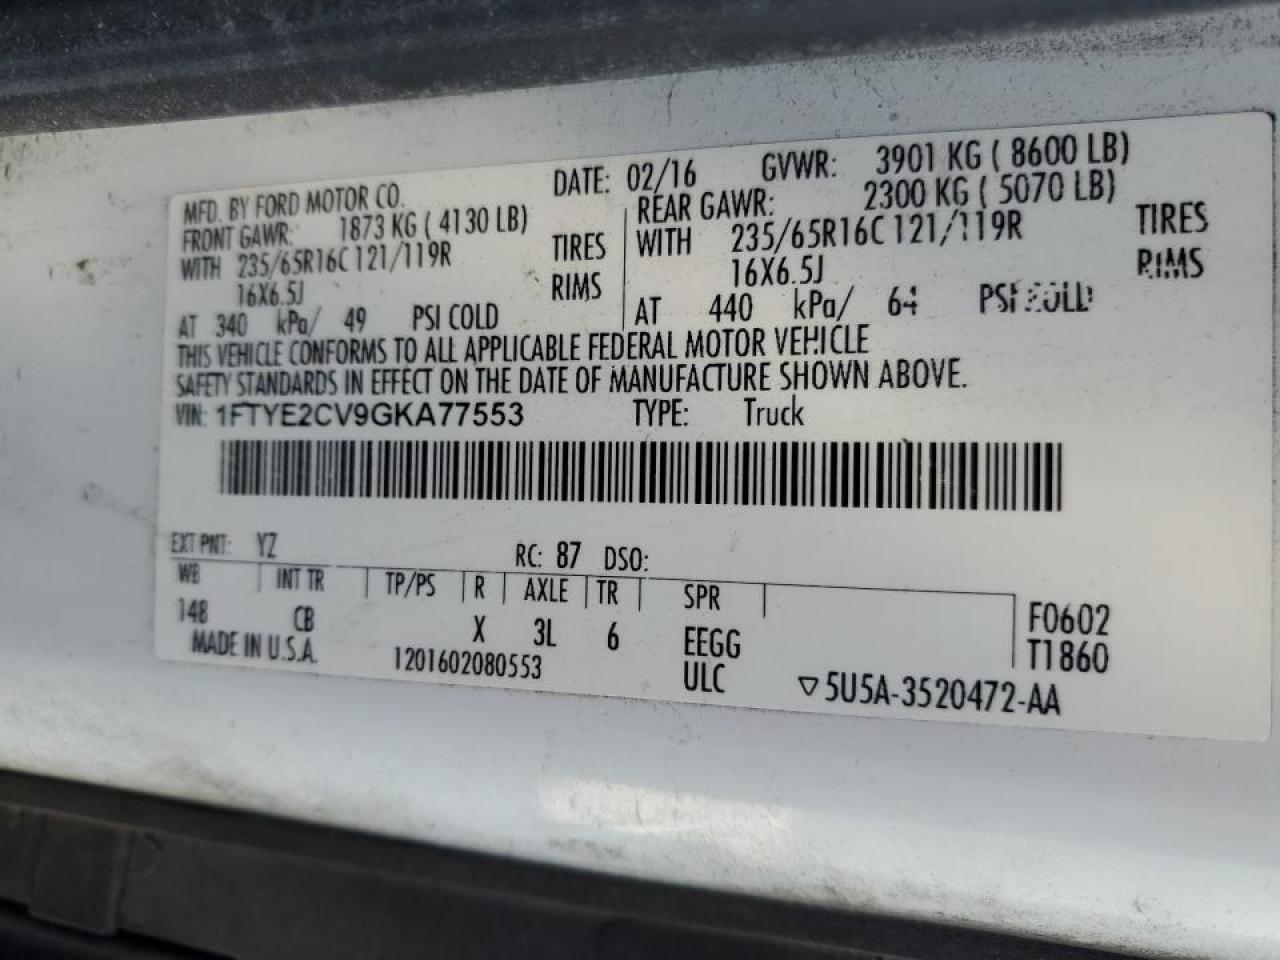 MFD. BY FORD MOTOR CO. DATE: 02/16 GVWR: 3901 KG ( 8600 LB)
FRONT GAWR: 1873 KG ( 4130 LB) REAR GAWR: 2300 KG ( 5070 LB)
WITH 235/65R16C 121/119R TIRES WITH 235/65R16C 121/119R TIRES
16X6.5J RIMS 16X6.5J RIMS
AT 340 kPa/ 49 PSI COLD AT 440 kPa/ 64 PSI COLD
THIS VEHICLE CONFORMS TO ALL APPLICABLE FEDERAL MOTOR VEHICLE
SAFETY STANDARDS IN EFFECT ON THE DATE OF MANUFACTURE SHOWN ABOVE.
VIN: 1FTYE2CV9GKA77553 TYPE: Truck
EXT PNT: YZ RC: 87 DSO:
WB INT TR TP/PS R AXLE TR SPR F0602
148 CB X 3L 6 EEGG T1860
MADE IN U.S.A. 1201602080553 ULC ▽5U5A-3520472-AA